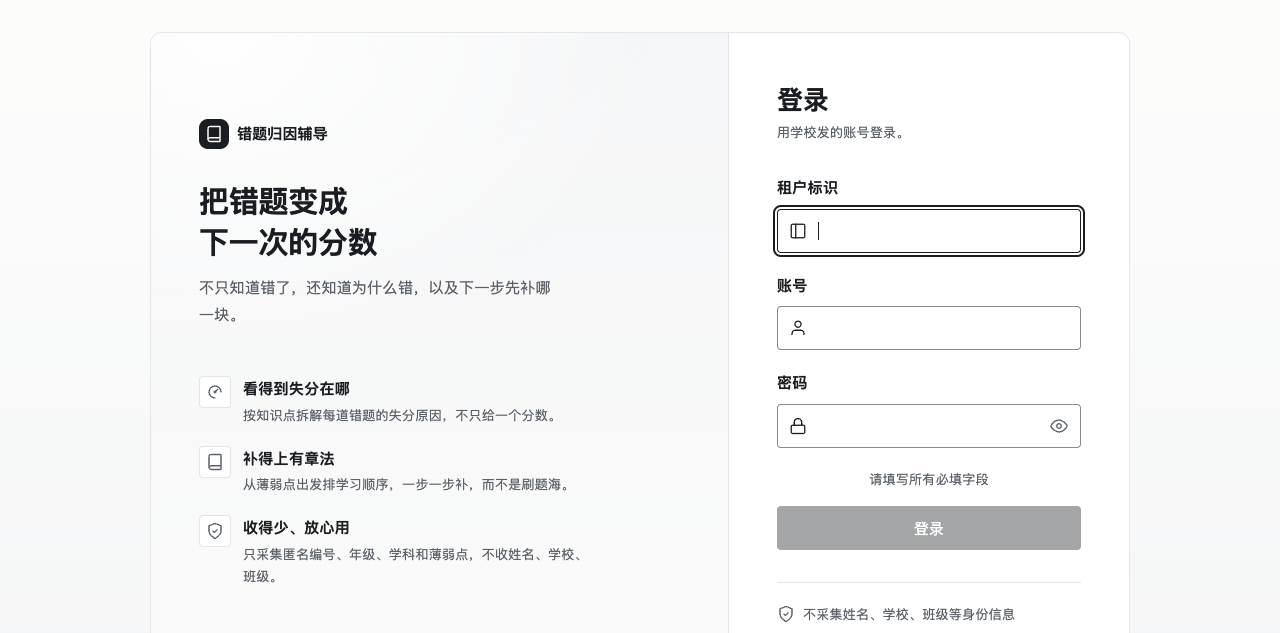 错题归因辅导
把错题变成
下一次的分数
不只知道错了，还知道为什么错，以及下一步先补哪
一块。
看得到失分在哪
按知识点拆解每道错题的失分原因，不只给一个分数。
补得上有章法
从薄弱点出发排学习顺序，一步一步补，而不是刷题海。
收得少、放心用
只采集匿名编号、年级、学科和薄弱点，不收姓名、学校、
班级。
登录
用学校发的账号登录。
租户标识
账号
密码
请填写所有必填字段
登录
不采集姓名、学校、班级等身份信息